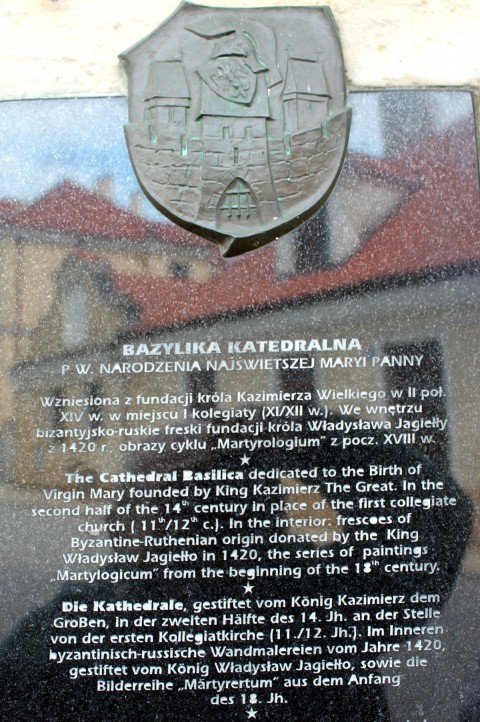 BAZYLIKA KATEDRALNA
P. W. NARODZENIA NAJŚWIĘTSZEJ MARYI PANNY
Wzniesiona z fundacji króla Kazimierza Wielkiego w II poł.
XIV w. w miejscu I kolegiaty (XI/XII w.). We wnętrzu
bizantyjsko-ruskie freski fundacji króla Władysława Jagiełły
z 1420 r., obrazy cyklu „Martyrologium” z pocz. XVIII w.
The Cathedral Basilica dedicated to the Birth of
Virgin Mary founded by King Kazimierz The Great. In the
second half of the 14th century in place of the first collegiate
church ( 11th/12th c.). In the interior: frescoes of
Byzantine-Ruthenian origin donated by the King
Władysław Jagiełło in 1420, the series of paintings
„Martylogicum” from the beginning of the 18th century.
Die Kathedrale, gestiftet vom König Kazimierz dem
Großen, in der zweiten Hälfte des 14. Jh. an der Stelle
von der ersten Kollegiatkirche (11./12. Jh.). Im Inneren
byzantinisch-russische Wandmalereien vom Jahre 1420,
gestiftet vom König Władysław Jagiełło, sowie die
Bilderreihe „Märtyrertum” aus dem Anfang
des 18. Jh.